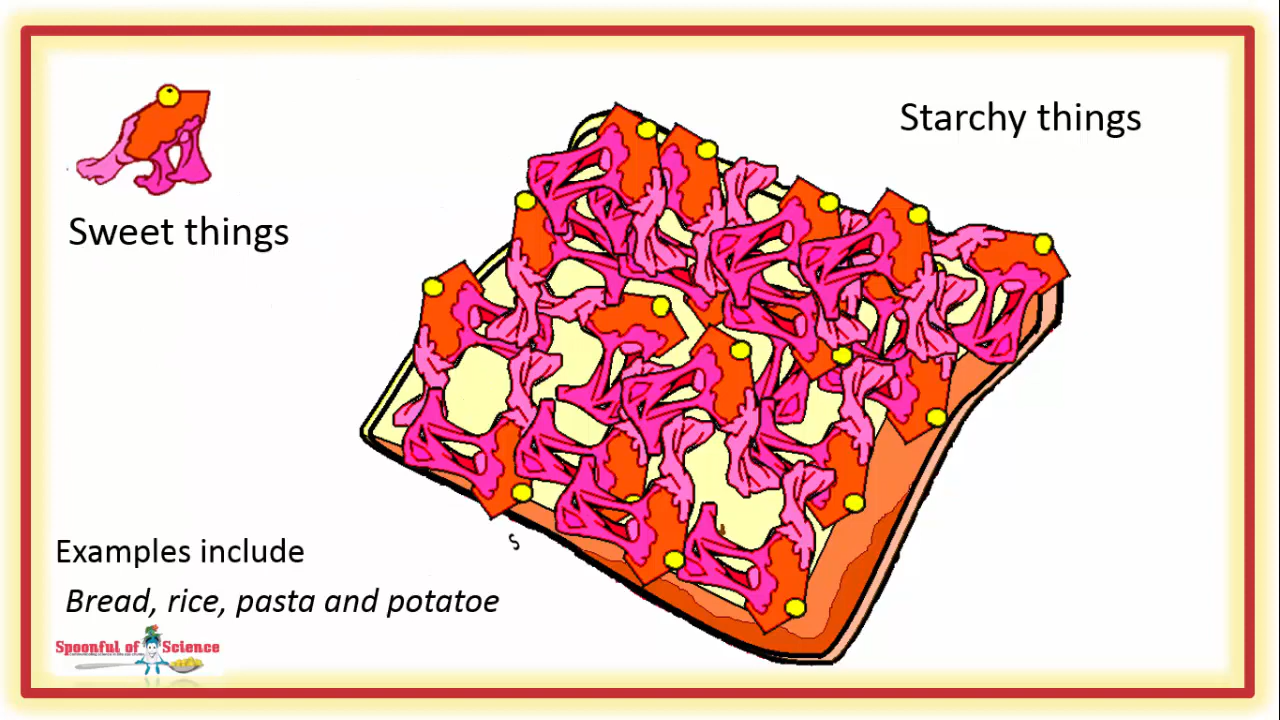 Starchy things
Sweet things
s
Examples include
Bread, rice, pasta and potatoe
Spoonful of Science